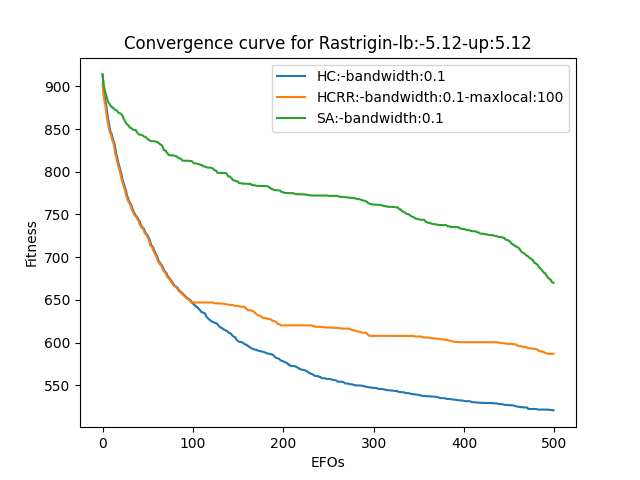 Convergence curve for Rastrigin-lb:-5.12-up:5.12
HC:-bandwidth:0.1
HCRR:-bandwidth:0.1-maxlocal:100
SA:-bandwidth:0.1
Fitness
900
850
800
750
700
650
600
550
0 100 200 300 400 500
EFOs